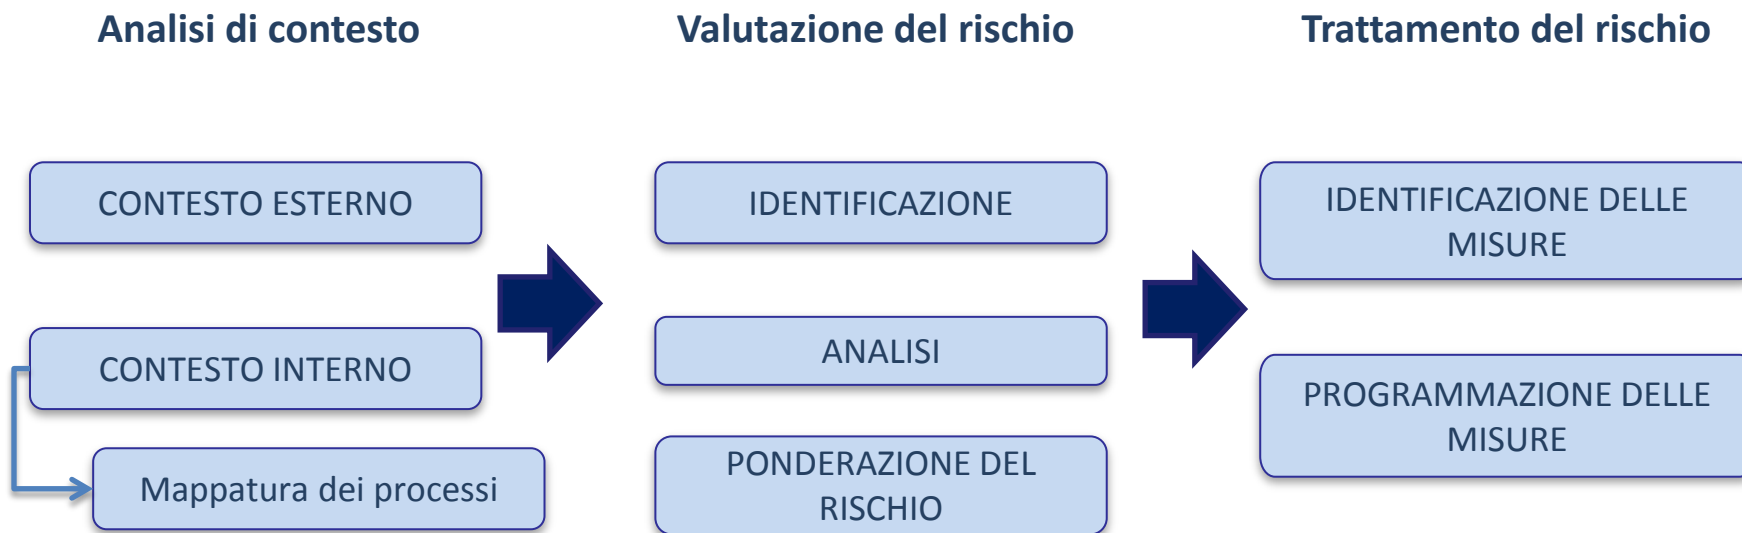 Analisi di contesto
Valutazione del rischio
Trattamento del rischio
CONTESTO ESTERNO
CONTESTO INTERNO
Mappatura dei processi
IDENTIFICAZIONE
ANALISI
PONDERAZIONE DEL
RISCHIO
IDENTIFICAZIONE DELLE
MISURE
PROGRAMMAZIONE DELLE
MISURE